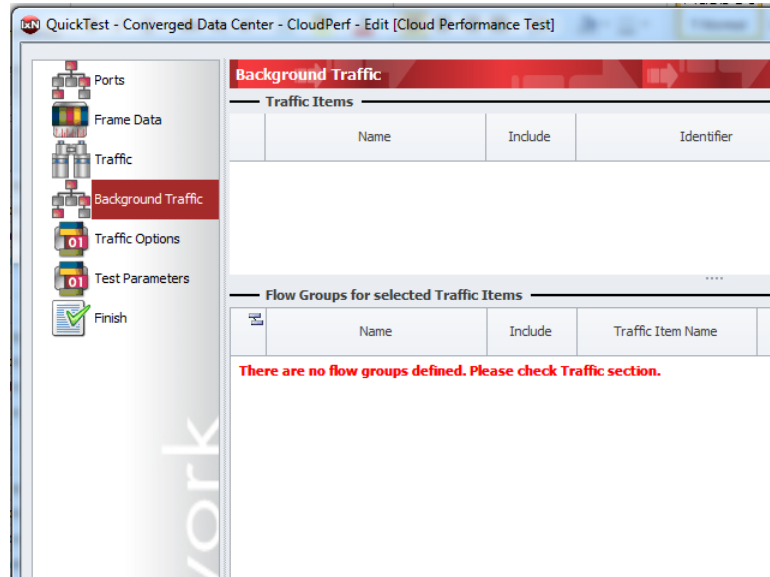 IxN QuickTest - Converged Data Center - CloudPerf - Edit [Cloud Performance Test]
Ports
Frame Data
Traffic
Background Traffic
Traffic Options
Test Parameters
Finish
Background Traffic
Traffic Items
Name Include Identifier
Flow Groups for selected Traffic Items
Name Include Traffic Item Name
There are no flow groups defined. Please check Traffic section.
work